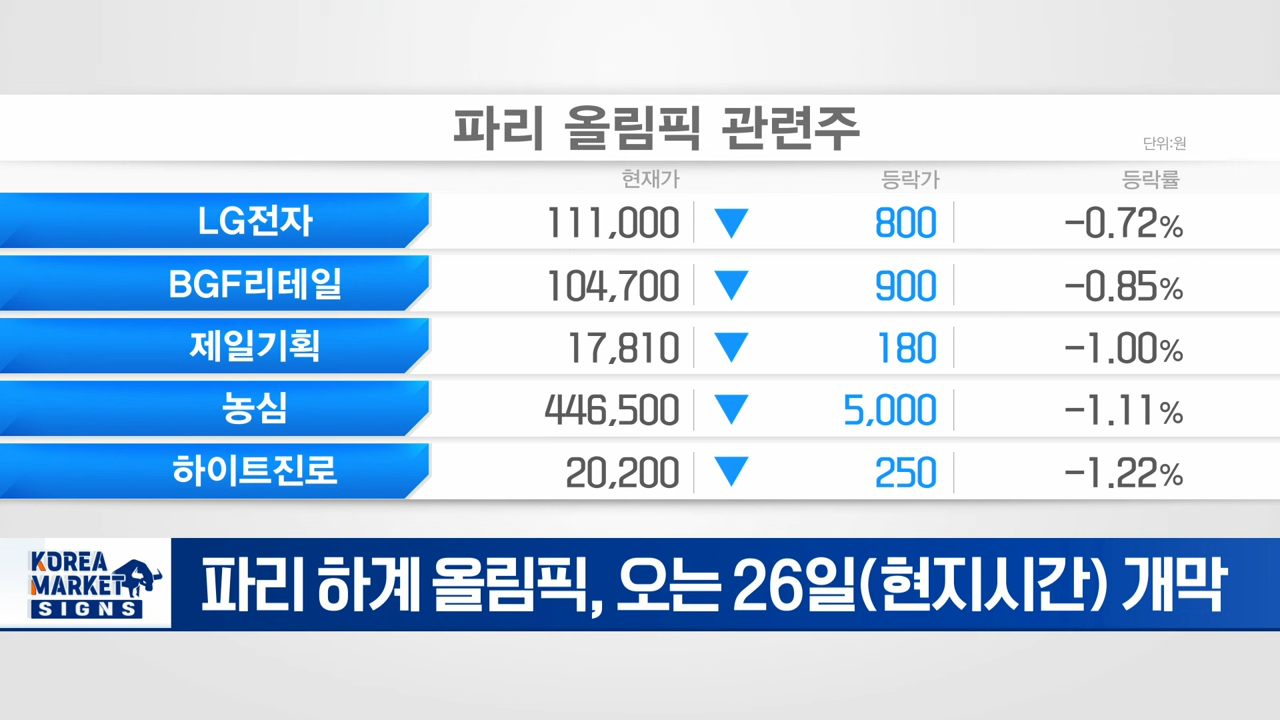 파리 올림픽 관련주
단위:원
현재가 등락가 등락률
LG전자 111,000 ▼ 800 -0.72%
BGF리테일 104,700 ▼ 900 -0.85%
제일기획 17,810 ▼ 180 -1.00%
농심 446,500 ▼ 5,000 -1.11%
하이트진로 20,200 ▼ 250 -1.22%
KOREA
MARKET
SIGNS
파리 하계 올림픽, 오는 26일(현지시간) 개막